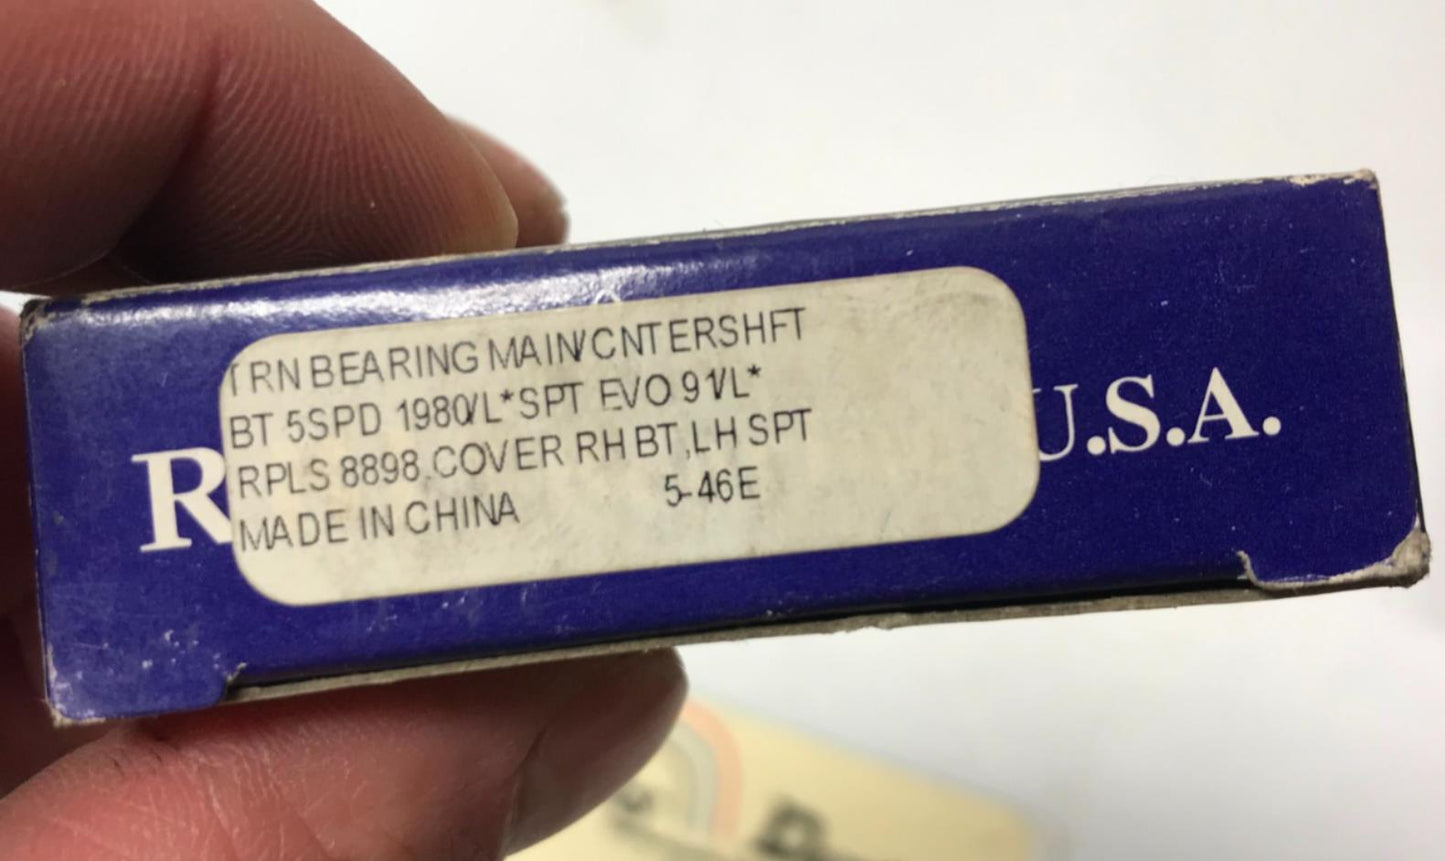 TRN BEARING MAIN/CNTERSHFT
BT 5SPD 1980/L*SPT EVO 91/L*
RPLS 8898,COVER RH BT,LH SPT
MADE IN CHINA 5-46E
R U.S.A.